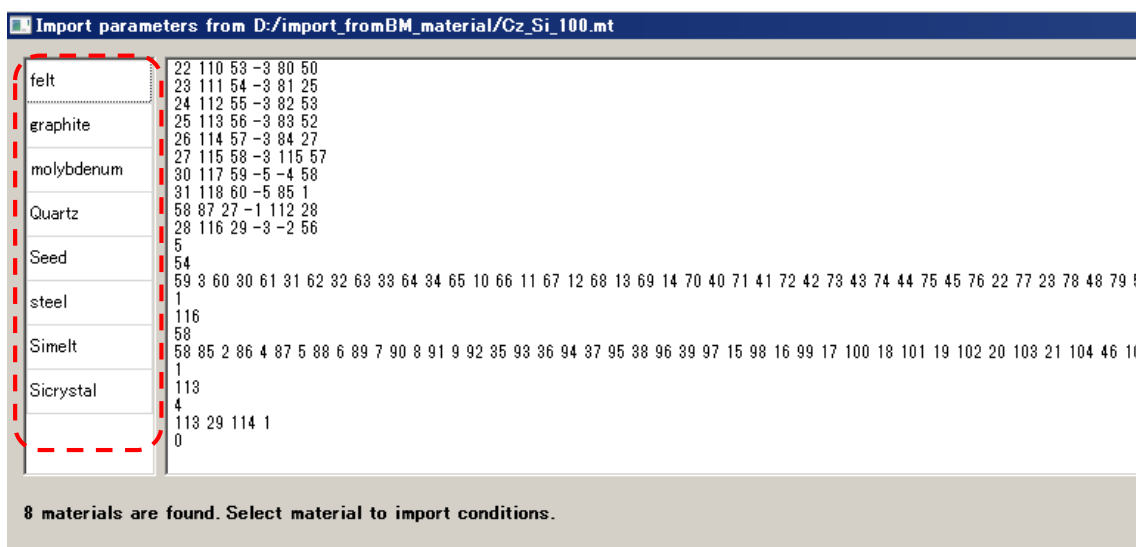 Import parameters from D:/import_fromBM_material/Cz_Si_100.mt
felt
graphite
molybdenum
Quartz
Seed
steel
Simelt
Sicrystal
22 110 53 -3 80 50
23 111 54 -3 81 25
24 112 55 -3 82 53
25 113 56 -3 83 52
26 114 57 -3 84 27
27 115 58 -3 115 57
30 117 59 -5 -4 58
31 118 60 -5 85 1
58 87 27 -1 112 28
28 116 29 -3 -2 56
5
54
59 3 60 30 61 31 62 32 63 33 64 34 65 10 66 11 67 12 68 13 69 14 70 40 71 41 72 42 73 43 74 44 75 45 76 22 77 23 78 48 79
1
116
58
58 85 2 86 4 87 5 88 6 89 7 90 8 91 9 92 35 93 36 94 37 95 38 96 39 97 15 98 16 99 17 100 18 101 19 102 20 103 21 104 46
1
113
4
113 29 114 1
0
8 materials are found. Select material to import conditions.